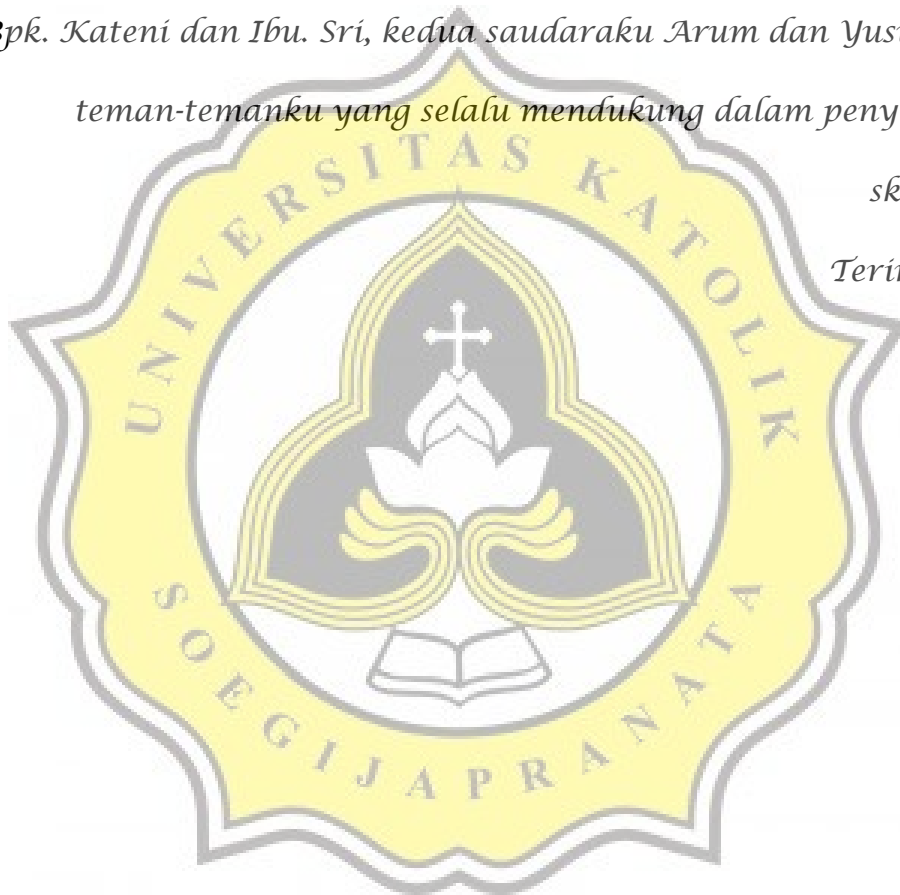 Bpk. Kateni dan Ibu. Sri, kedua saudaraku Arum dan Yus
teman-temanku yang selalu mendukung dalam peny
sk
Teri
UNIVERSITAS KATOLIK
SOEGIJAPRANATA